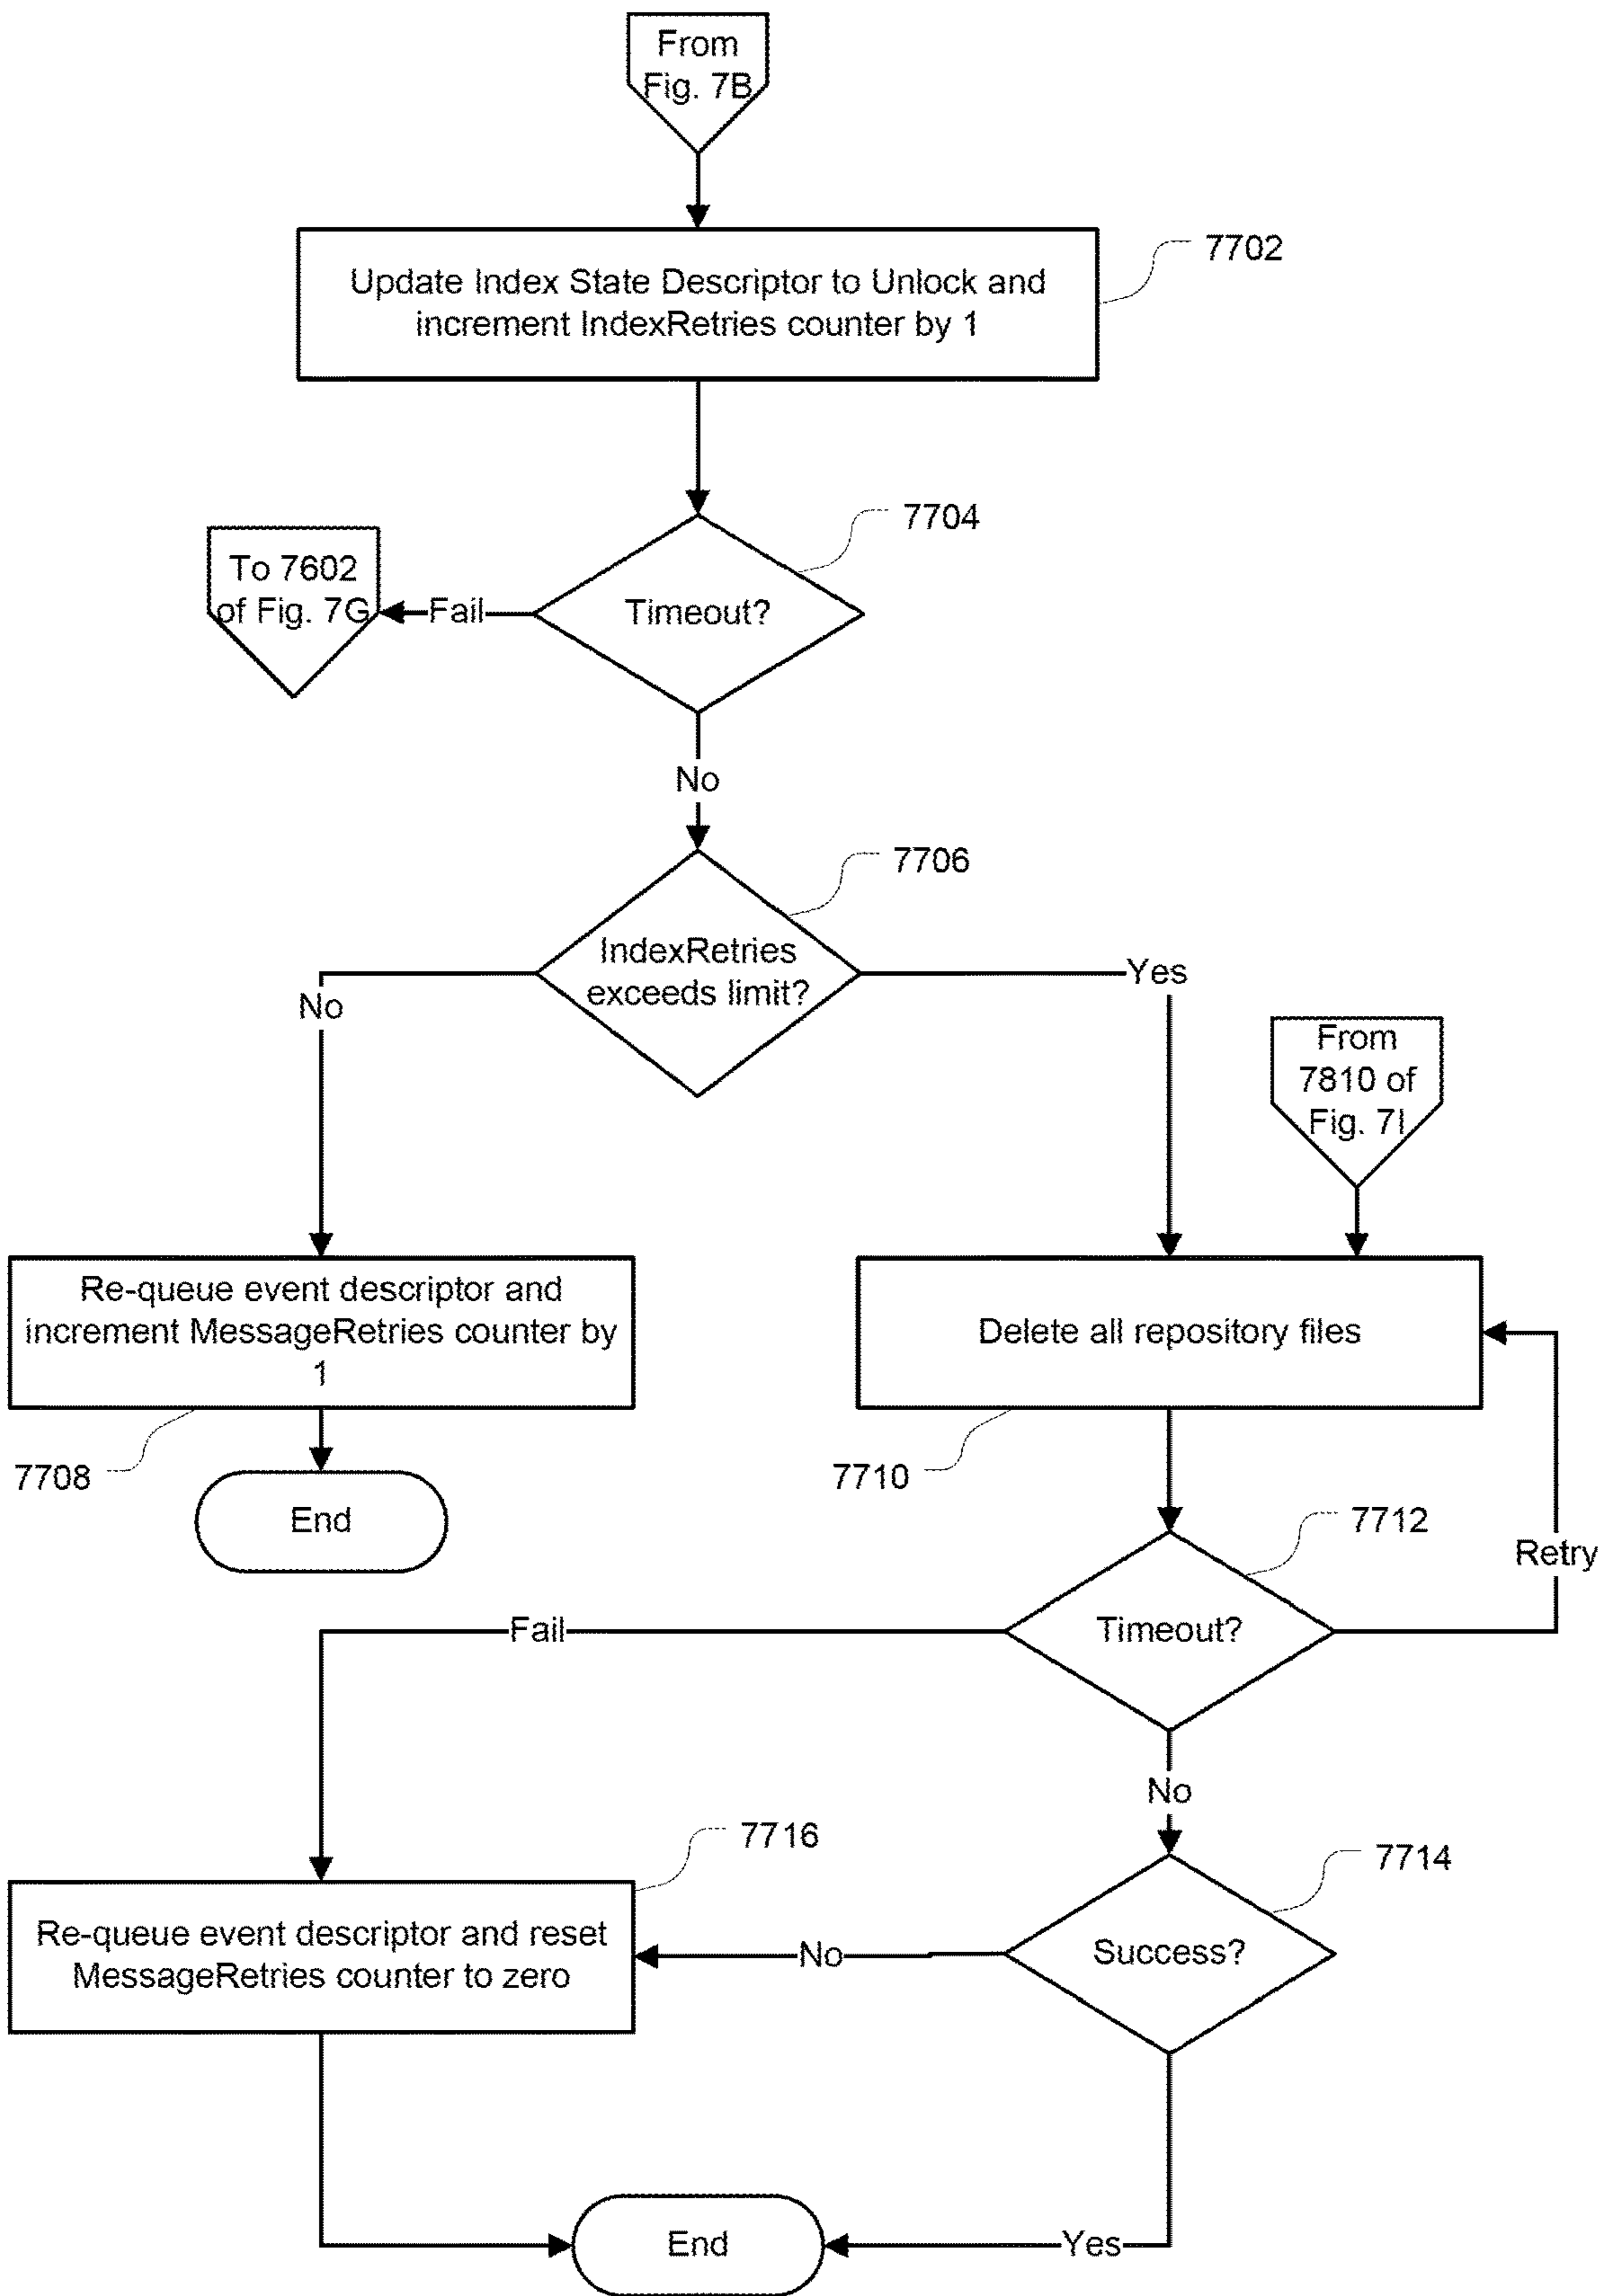 From
Fig. 7B
7702
Update Index State Descriptor to Unlock and
increment IndexRetries counter by 1
7704
To 7602
of Fig. 7G
Fail
Timeout?
No
7706
IndexRetries
exceeds limit?
Yes
No
From
7810 of
Fig. 7I
Re-queue event descriptor and
increment MessageRetries counter by
1
Delete all repository files
7708
7710
End
7712
Retry
Fail
Timeout?
No
7716
7714
Re-queue event descriptor and reset
MessageRetries counter to zero
No
Success?
End
Yes